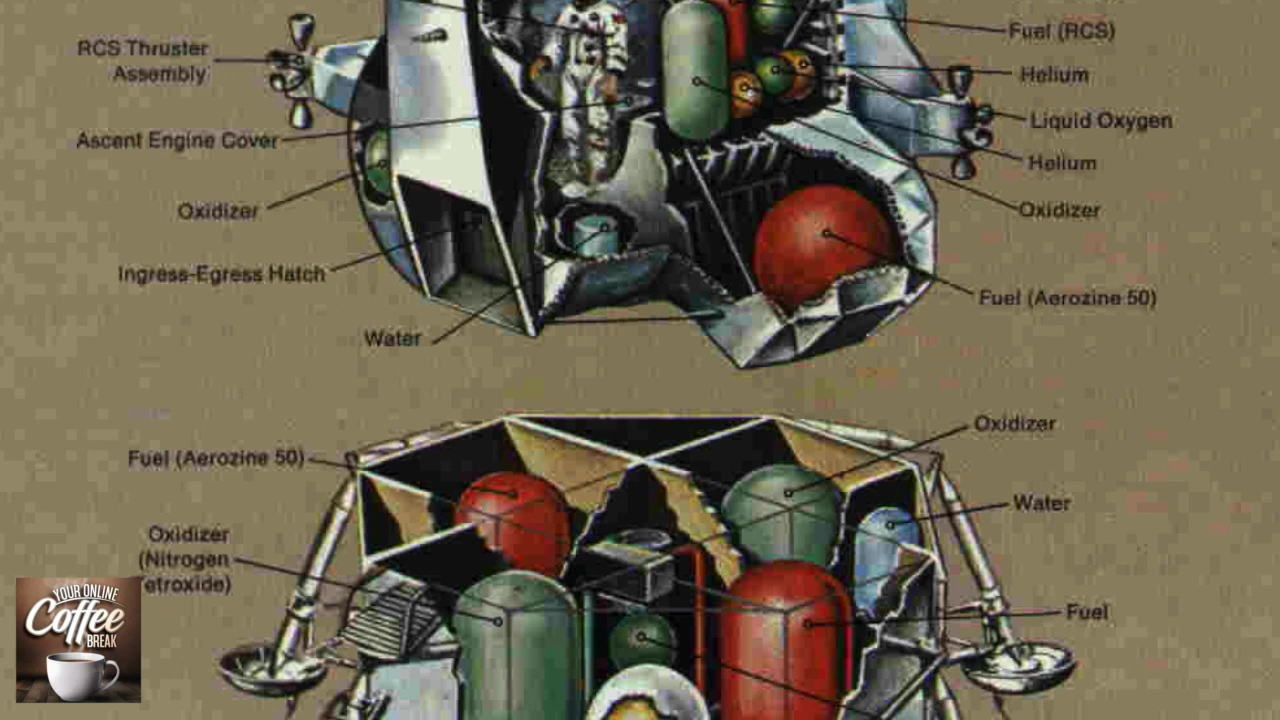 RCS Thruster
Assembly
Ascent Engine Cover
Oxidizer
Ingress-Egress Hatch
Water
Fuel (RCS)
Helium
Liquid Oxygen
Helium
Oxidizer
Fuel (Aerozine 50)
Fuel (Aerozine 50)
Oxidizer
(Nitrogen
etroxide)
Oxidizer
Water
Fuel
YOUR ONLINE
Coffee
BREAK